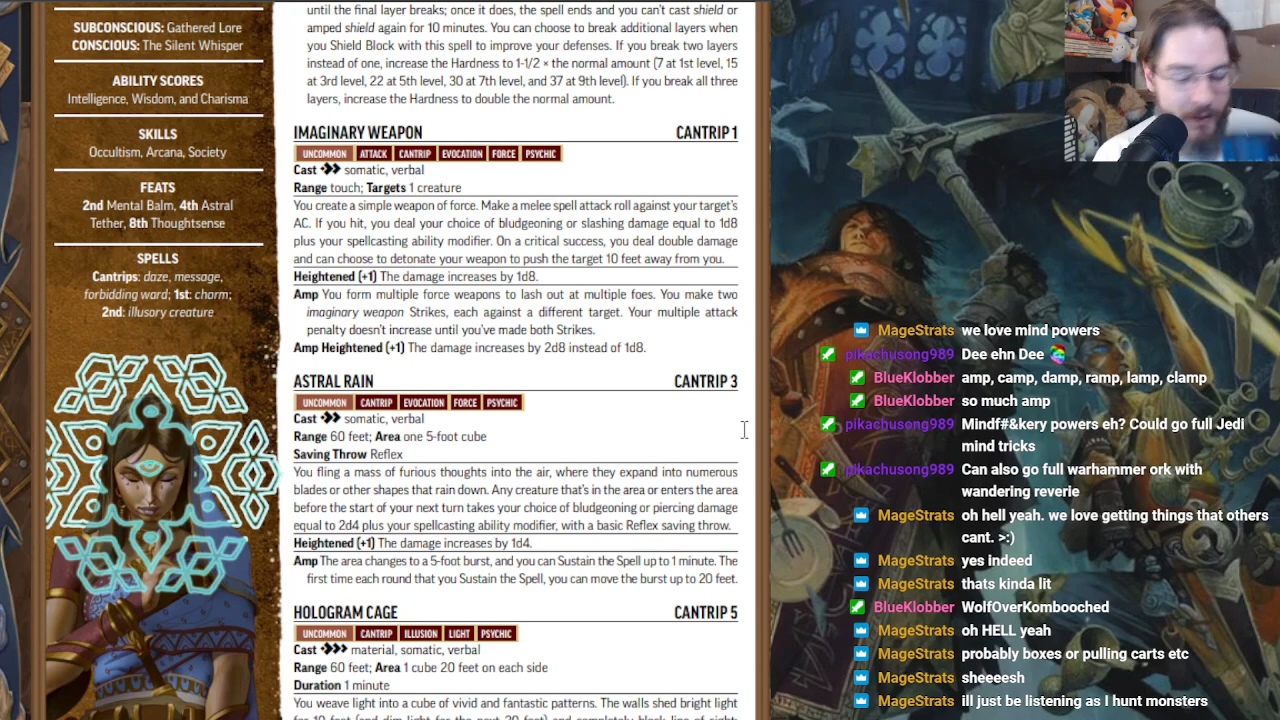 SUBCONSCIOUS: Gathered Lore
CONSCIOUS: The Silent Whisper
ABILITY SCORES
Intelligence, Wisdom, and Charisma
SKILLS
Occultism, Arcana, Society
FEATS
2nd Mental Balm, 4th Astral
Tether, 8th Thoughtsense
SPELLS
Cantrips: daze, message,
forbidding ward; 1st: charm;
2nd: illusory creature
until the final layer breaks; once it does, the spell ends and you can't cast shield or
amped shield again for 10 minutes. You can choose to break additional layers when
you Shield Block with this spell to improve your defenses. If you break two layers
instead of one, increase the Hardness to 1-1/2 × the normal amount (7 at 1st level, 15
at 3rd level, 22 at 5th level, 30 at 7th level, and 37 at 9th level). If you break all three
layers, increase the Hardness to double the normal amount.
IMAGINARY WEAPON CANTRIP 1
UNCOMMON ATTACK CANTRIP EVOCATION FORCE PSYCHIC
Cast somatic, verbal
Range touch; Targets 1 creature
You create a simple weapon of force. Make a melee spell attack roll against your target's
AC. If you hit, you deal your choice of bludgeoning or slashing damage equal to 1d8
plus your spellcasting ability modifier. On a critical success, you deal double damage
and can choose to detonate your weapon to push the target 10 feet away from you.
Heightened (+1) The damage increases by 1d8.
Amp You form multiple force weapons to lash out at multiple foes. You make two
imaginary weapon Strikes, each against a different target. Your multiple attack
penalty doesn't increase until you've made both Strikes.
Amp Heightened (+1) The damage increases by 2d8 instead of 1d8.
ASTRAL RAIN CANTRIP 3
UNCOMMON CANTRIP EVOCATION FORCE PSYCHIC
Cast somatic, verbal
Range 60 feet; Area one 5-foot cube
Saving Throw Reflex
You fling a mass of furious thoughts into the air, where they expand into numerous
blades or other shapes that rain down. Any creature that's in the area or enters the area
before the start of your next turn takes your choice of bludgeoning or piercing damage
equal to 2d4 plus your spellcasting ability modifier, with a basic Reflex saving throw.
Heightened (+1) The damage increases by 1d4.
Amp The area changes to a 5-foot burst, and you can Sustain the Spell up to 1 minute. The
first time each round that you Sustain the Spell, you can move the burst up to 20 feet.
HOLOGRAM CAGE CANTRIP 5
UNCOMMON CANTRIP ILLUSION LIGHT PSYCHIC
Cast material, somatic, verbal
Range 60 feet; Area 1 cube 20 feet on each side
Duration 1 minute
You weave light into a cube of vivid and fantastic patterns. The walls shed bright light
for 10 feet (and dim light for the next 20 feet) and completely block line of sight;
MageStrats we love mind powers
pikachusong989 Dee ehn Dee
BlueKlobber amp, camp, damp, ramp, lamp, clamp
BlueKlobber so much amp
pikachusong989 Mindf#&kery powers eh? Could go full Jedi
mind tricks
pikachusong989 Can also go full warhammer ork with
wandering reverie
MageStrats oh hell yeah. we love getting things that others
cant. >:)
MageStrats yes indeed
MageStrats thats kinda lit
BlueKlobber WolfOverKombooched
MageStrats oh HELL yeah
MageStrats probably boxes or pulling carts etc
MageStrats sheeeesh
MageStrats ill just be listening as I hunt monsters